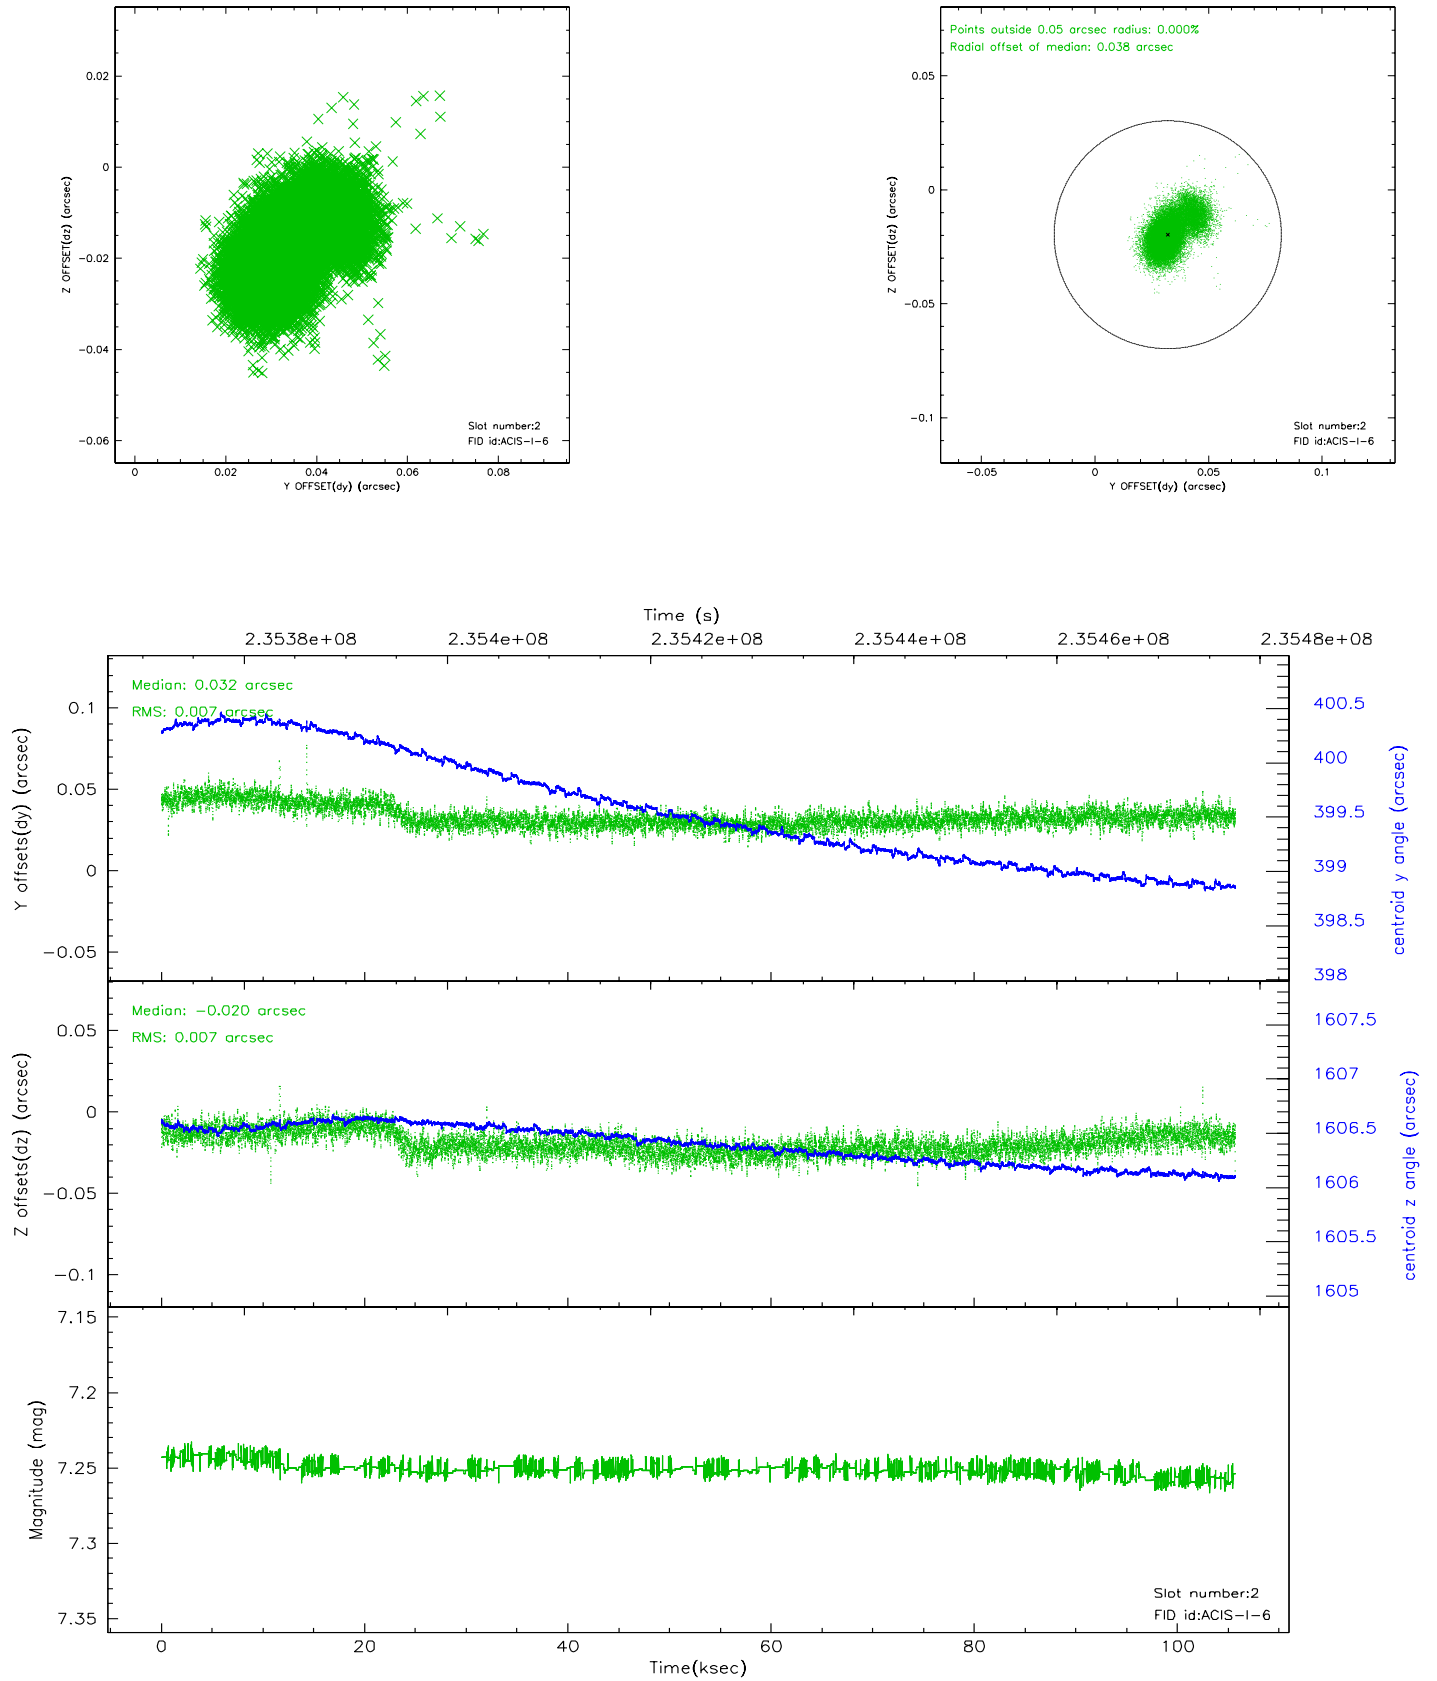 0.02
0
-0.02
-0.04
-0.06
Z OFFSET(dz) (arcsec)
Slot number:2
FID id:ACIS-I-6
0 0.02 0.04 0.06 0.08
Y OFFSET(dy) (arcsec)
Points outside 0.05 arcsec radius: 0.000%
Radial offset of median: 0.038 arcsec
0.05
0
-0.05
-0.1
Z OFFSET(dz) (arcsec)
Slot number:2
FID id:ACIS-I-6
-0.05 0 0.05 0.1
Y OFFSET(dy) (arcsec)
Time (s)
2.3538e+08 2.354e+08 2.3542e+08 2.3544e+08 2.3546e+08 2.3548e+08
Median: 0.032 arcsec
RMS: 0.007 arcsec
0.1
0.05
0
-0.05
Y offsets(dy) (arcsec)
400.5
400
399.5
399
398.5
398
centroid y angle (arcsec)
Median: -0.020 arcsec
RMS: 0.007 arcsec
0.05
0
-0.05
-0.1
Z offsets(dz) (arcsec)
1607.5
1607
1606.5
1606
1605.5
1605
centroid z angle (arcsec)
7.15
7.2
7.25
7.3
7.35
Magnitude (mag)
Slot number:2
FID id:ACIS-I-6
0 20 40 60 80 100
Time(ksec)